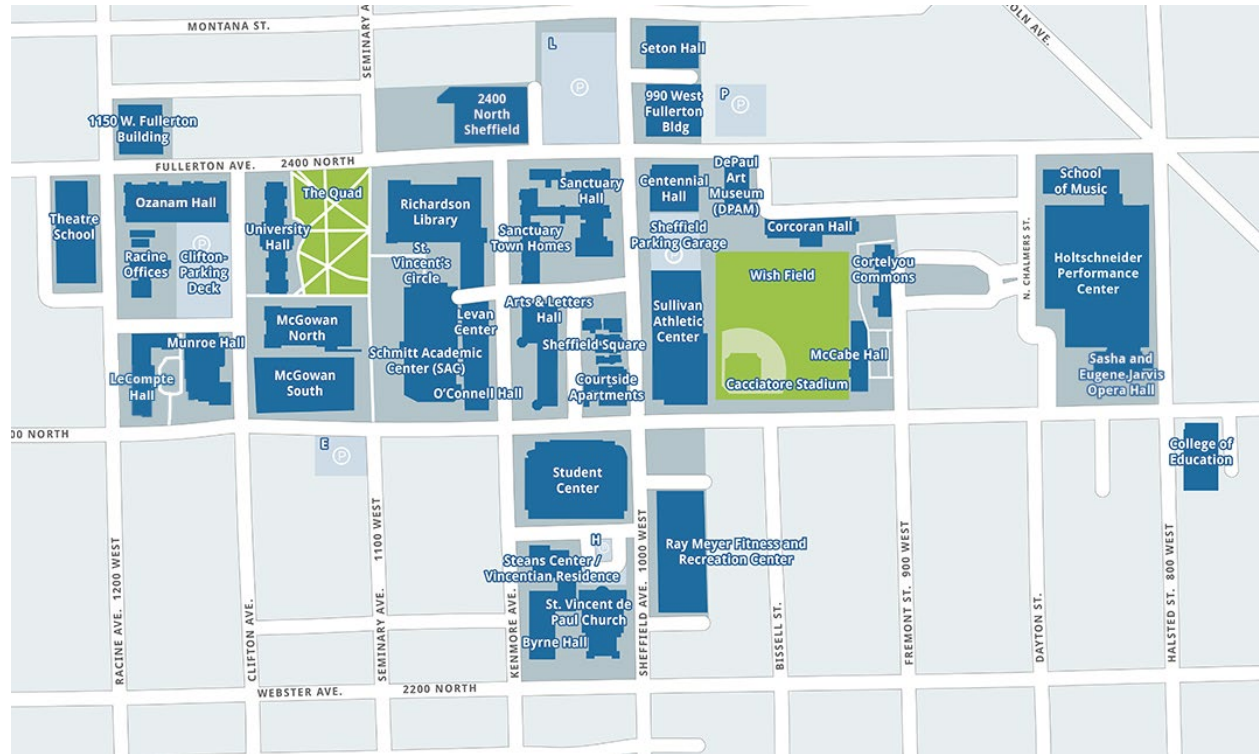 MONTANA ST.
SEMINARY A
OLN AVE.
L
P
Seton Hall
P
990 West
Fullerton
Bldg
P
2400
North
Sheffield
1150 W. Fullerton
Building
FULLERTON AVE.
2400 NORTH
Theatre
School
Ozanam Hall
Racine
Offices
P
Clifton-
Parking
Deck
University
Hall
The Quad
Richardson
Library
St.
Vincent's
Circle
Sanctuary
Hall
Sanctuary
Town Homes
Centennial
Hall
DePaul
Art
Museum
(DPAM)
Sheffield
Parking Garage
P
Corcoran Hall
Cortelyou
Commons
Wish Field
N. CHALMERS ST.
School
of Music
Holtschneider
Performance
Center
McGowan
North
McGowan
South
Munroe Hall
LeCompte
Hall
Schmitt Academic
Center (SAC)
Levan
Center
O'Connell Hall
Arts & Letters
Hall
Sheffield Square
Courtside
Apartments
Sullivan
Athletic
Center
McCabe Hall
Cacciatore Stadium
Sasha and
Eugene Jarvis
Opera Hall
00 NORTH
E
P
Student
Center
College of
Education
H
P
Steans Center /
Vincentian Residence
St. Vincent de
Paul Church
Byrne Hall
Ray Meyer Fitness and
Recreation Center
RACINE AVE. 1200 WEST
CLIFTON AVE.
SEMINARY AVE. 1100 WEST
KENMORE AVE.
SHEFFIELD AVE. 1000 WEST
BISSELL ST.
FREMONT ST. 900 WEST
DAYTON ST.
HALSTED ST. 800 WEST
WEBSTER AVE.
2200 NORTH